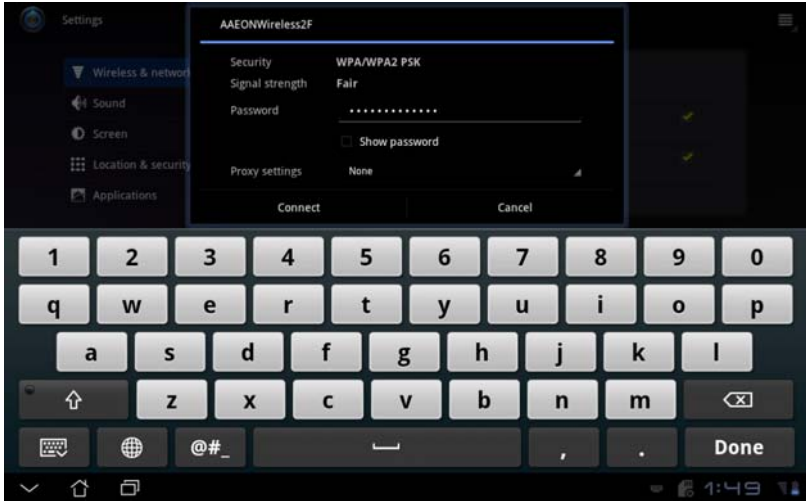 Settings
AAEONWireless2F
Security WPA/WPA2 PSK
Signal strength Fair
Password •••••••••••••
Show password
Proxy settings None
Connect Cancel
Wireless & networ
Sound
Screen
Location & security
Applications
1 2 3 4 5 6 7 8 9 0
q w e r t y u i o p
a s d f g h j k l
z x c v b n m
@#_ , . Done
1:49